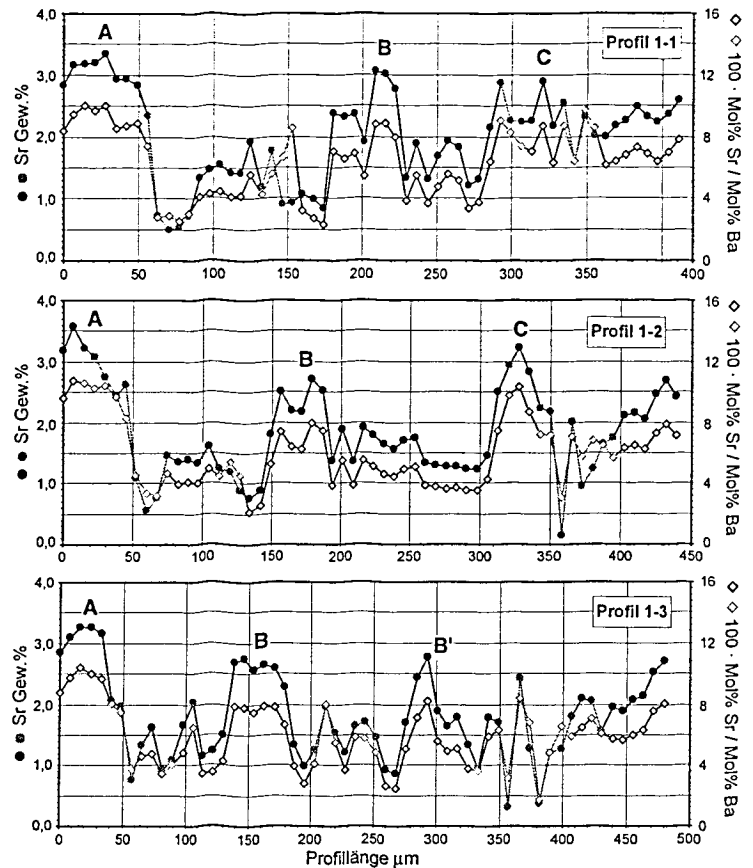 4,0
3,0
2,0
1,0
0,0
● ● Sr Gew.%
A
B
C
Profil 1-1
16
12
8
4
0
◇ ◇ 100 · Mol% Sr / Mol% Ba
0 50 100 150 200 250 300 350 400
4,0
3,0
2,0
1,0
0,0
● ● Sr Gew.%
A
B
C
Profil 1-2
16
12
8
4
0
◇ ◇ 100 · Mol% Sr / Mol% Ba
0 50 100 150 200 250 300 350 400 450
4,0
3,0
2,0
1,0
0,0
● ● Sr Gew.%
A
B
B'
Profil 1-3
16
12
8
4
0
◇ ◇ 100 · Mol% Sr / Mol% Ba
0 50 100 150 200 250 300 350 400 450 500
Profillänge µm